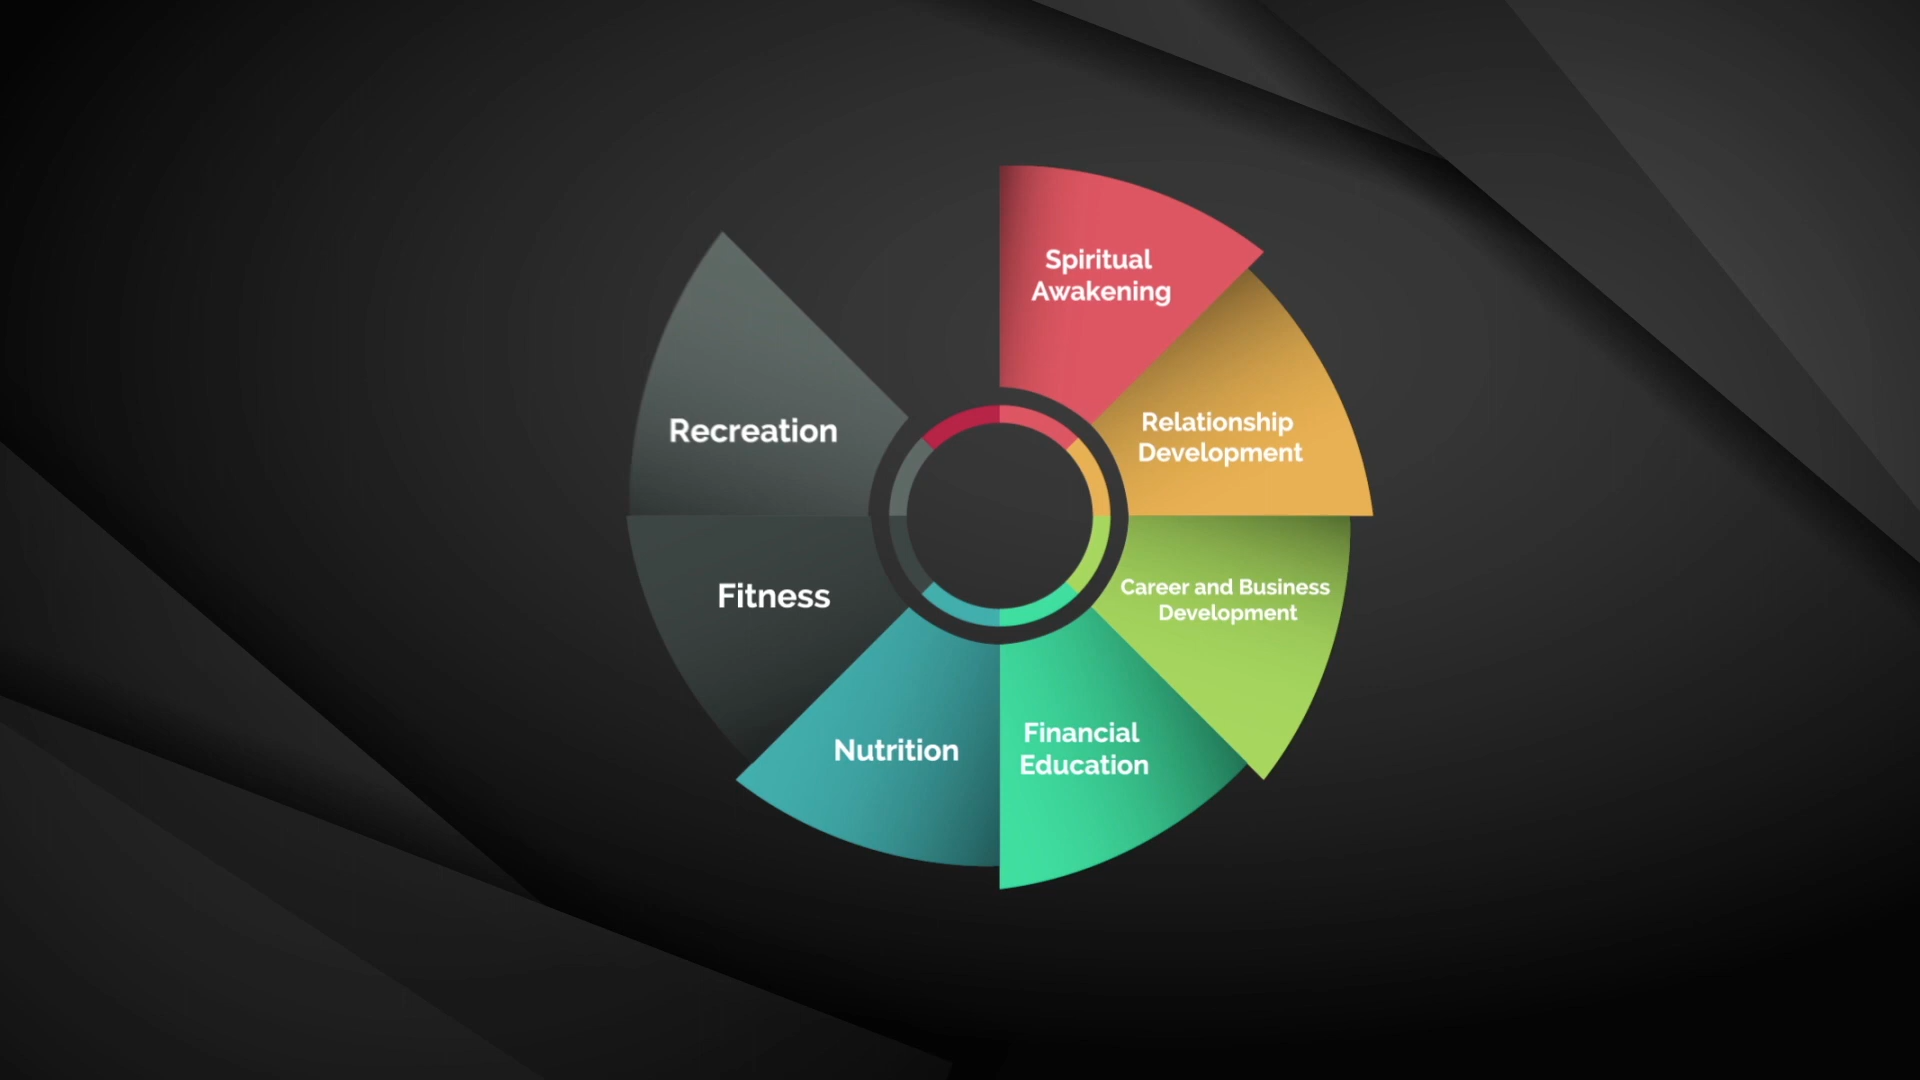 Spiritual
Awakening
Relationship
Development
Career and Business
Development
Financial
Education
Nutrition
Fitness
Recreation